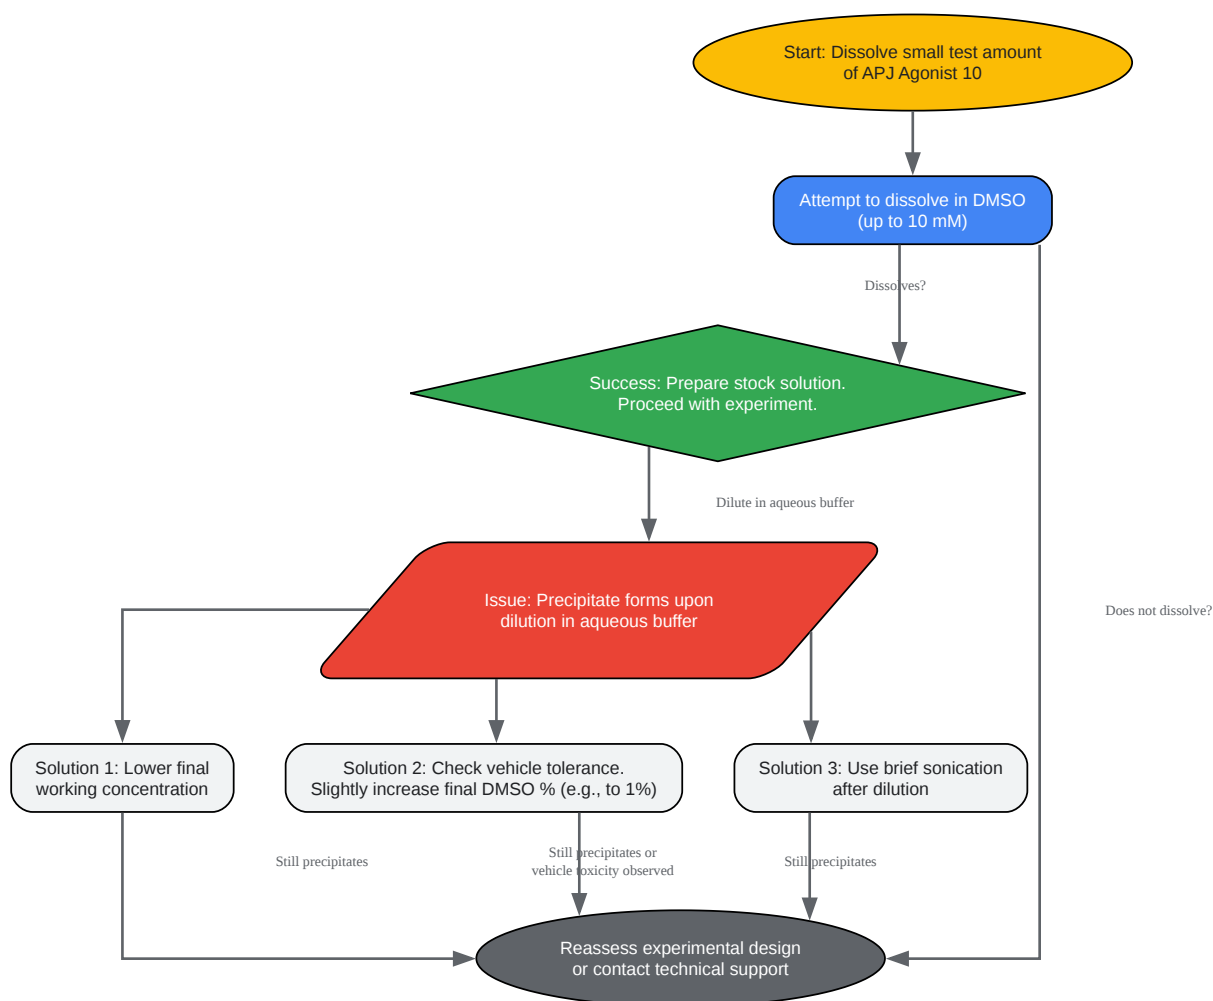 Start: Dissolve small test amount
of APJ Agonist 10
Attempt to dissolve in DMSO
(up to 10 mM)
Dissolves?
Success: Prepare stock solution.
Proceed with experiment.
Dilute in aqueous buffer
Issue: Precipitate forms upon
dilution in aqueous buffer
Does not dissolve?
Solution 1: Lower final
working concentration
Solution 2: Check vehicle tolerance.
Slightly increase final DMSO % (e.g., to 1%)
Solution 3: Use brief sonication
after dilution
Still precipitates
Still precipitates or
vehicle toxicity observed
Still precipitates
Reassess experimental design
or contact technical support